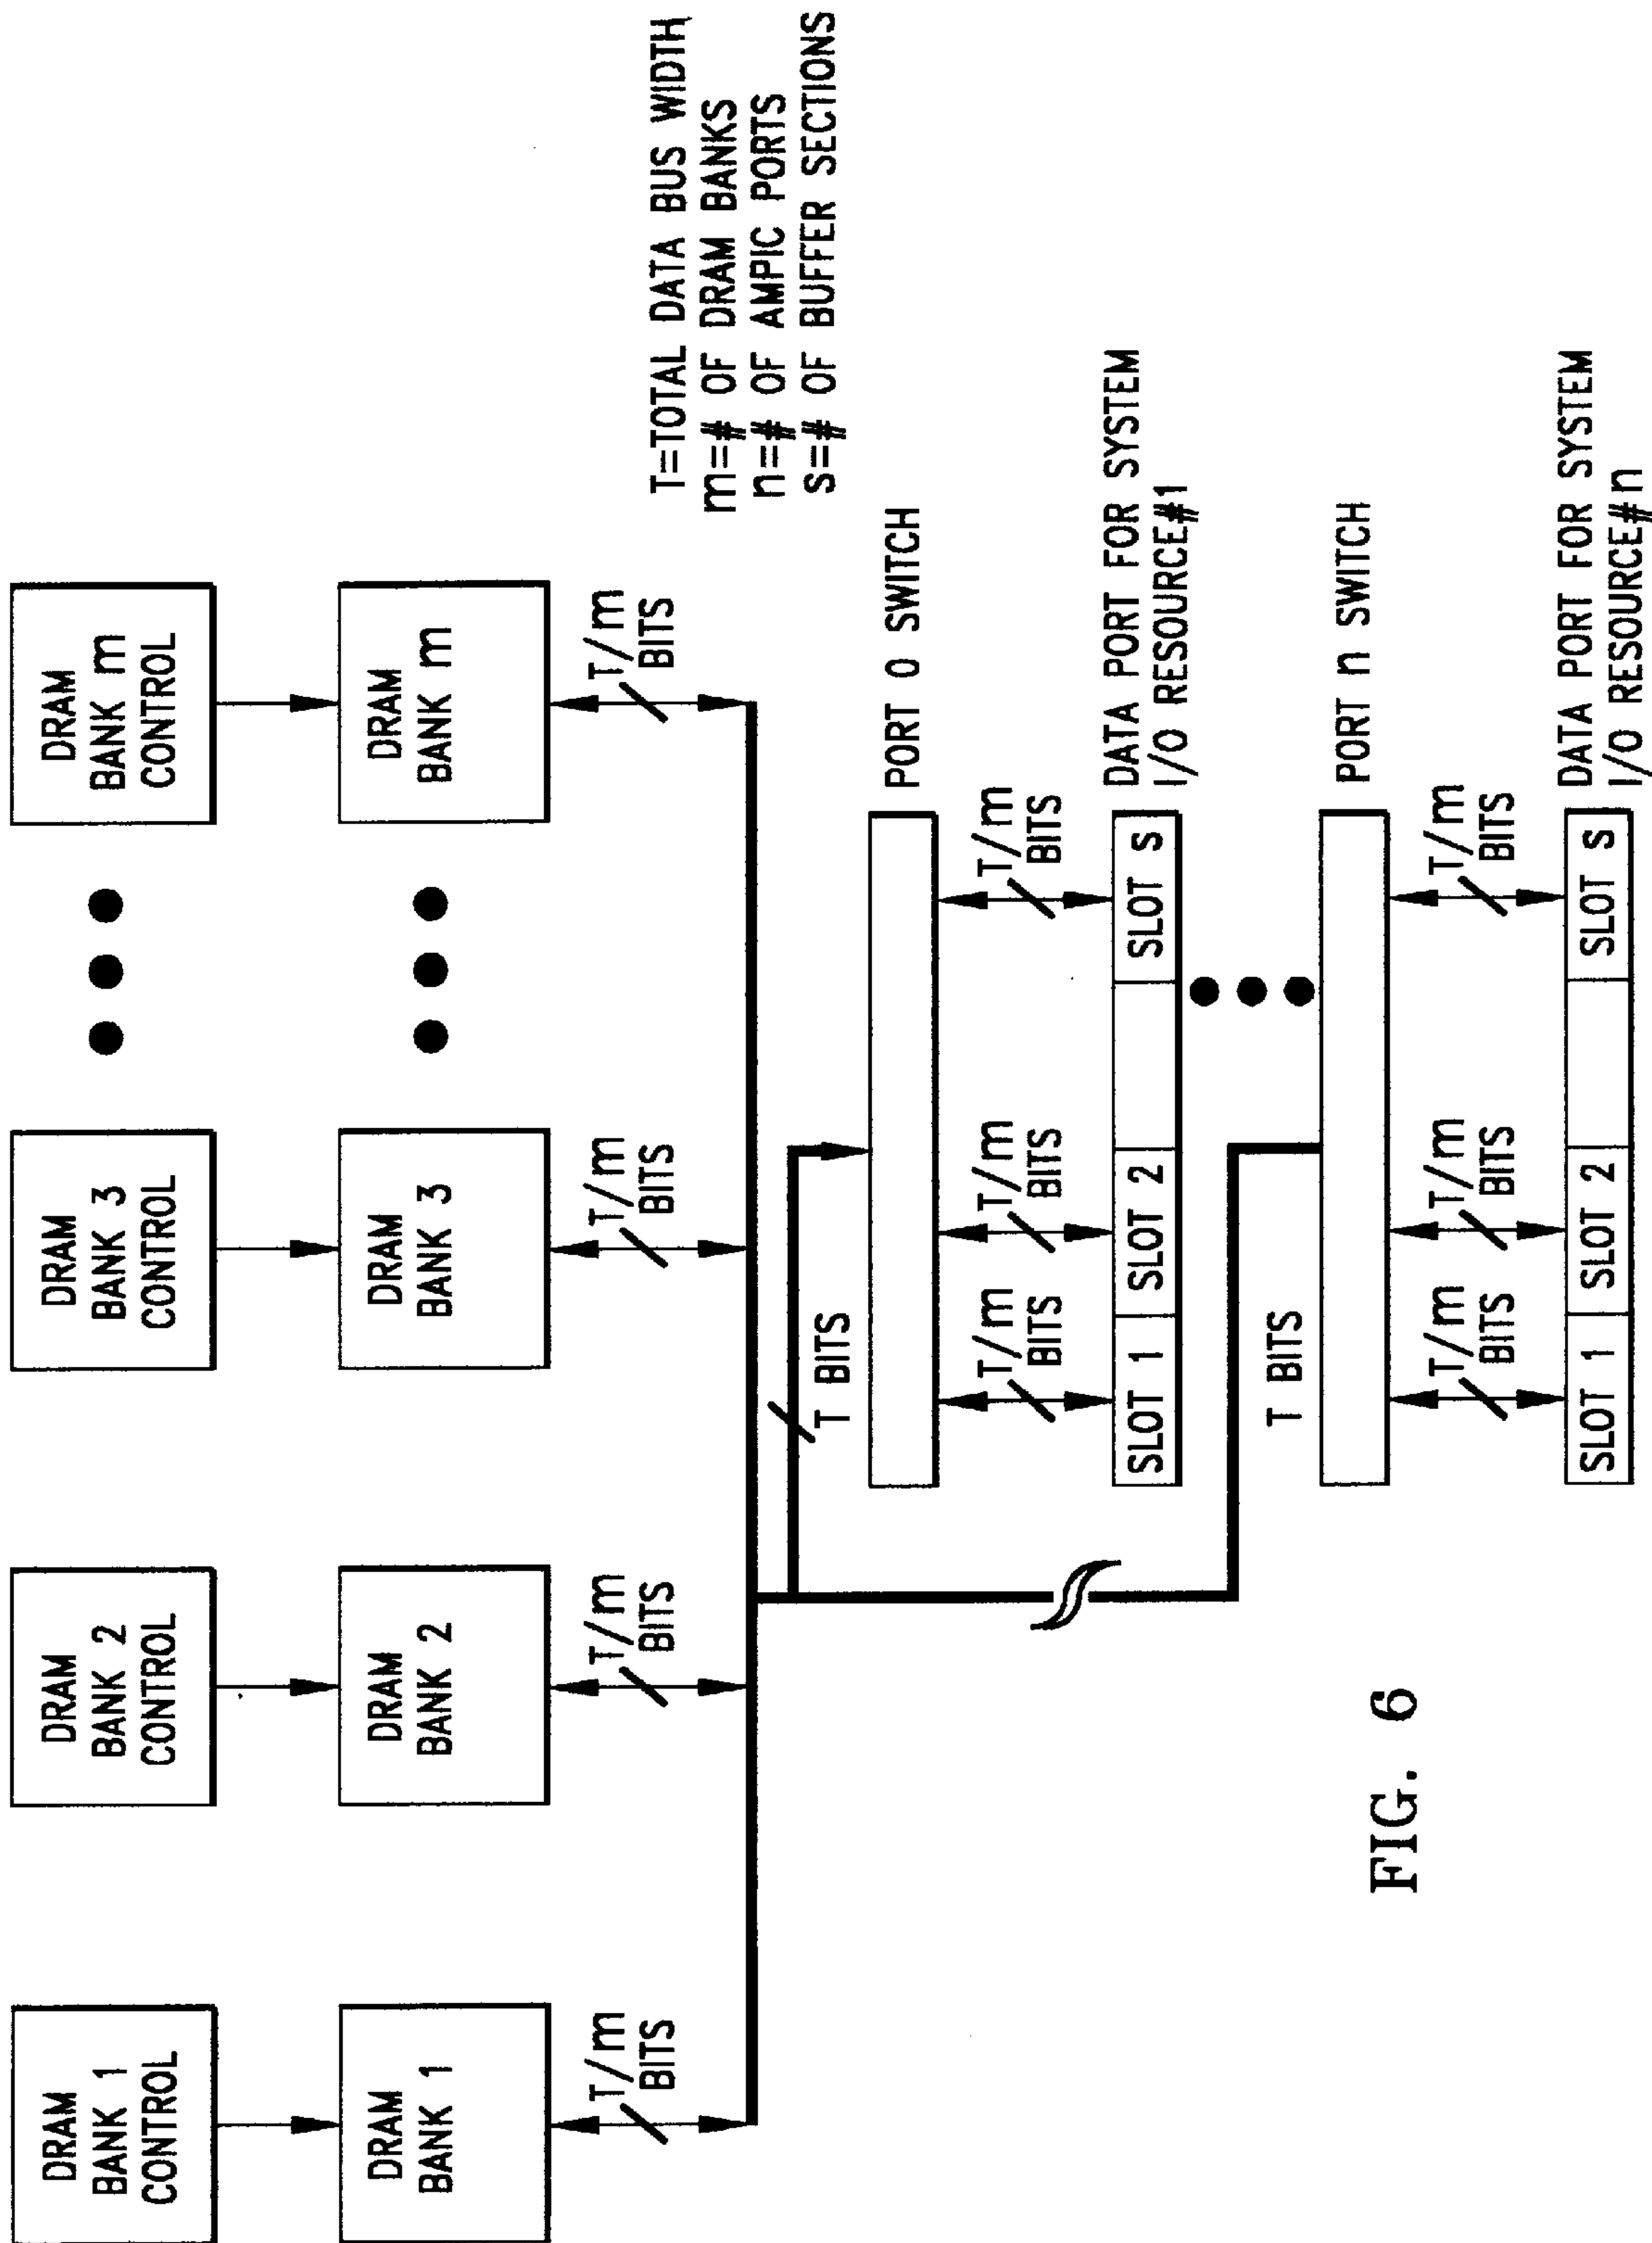 DRAM
BANK 1
CONTROL
DRAM
BANK 2
CONTROL
DRAM
BANK 3
CONTROL
DRAM
BANK m
CONTROL
DRAM
BANK 1
DRAM
BANK 2
DRAM
BANK 3
DRAM
BANK m
T/m
BITS
T/m
BITS
T/m
BITS
T/m
BITS
T=TOTAL DATA BUS WIDTH
m=# OF DRAM BANKS
n=# OF AMPIC PORTS
s=# OF BUFFER SECTIONS
T BITS
PORT 0 SWITCH
T/m
BITS
T/m
BITS
T/m
BITS
SLOT 1
SLOT 2
SLOT s
DATA PORT FOR SYSTEM
I/O RESOURCE#1
T BITS
PORT n SWITCH
T/m
BITS
T/m
BITS
T/m
BITS
SLOT 1
SLOT 2
SLOT s
DATA PORT FOR SYSTEM
I/O RESOURCE#n
FIG. 6